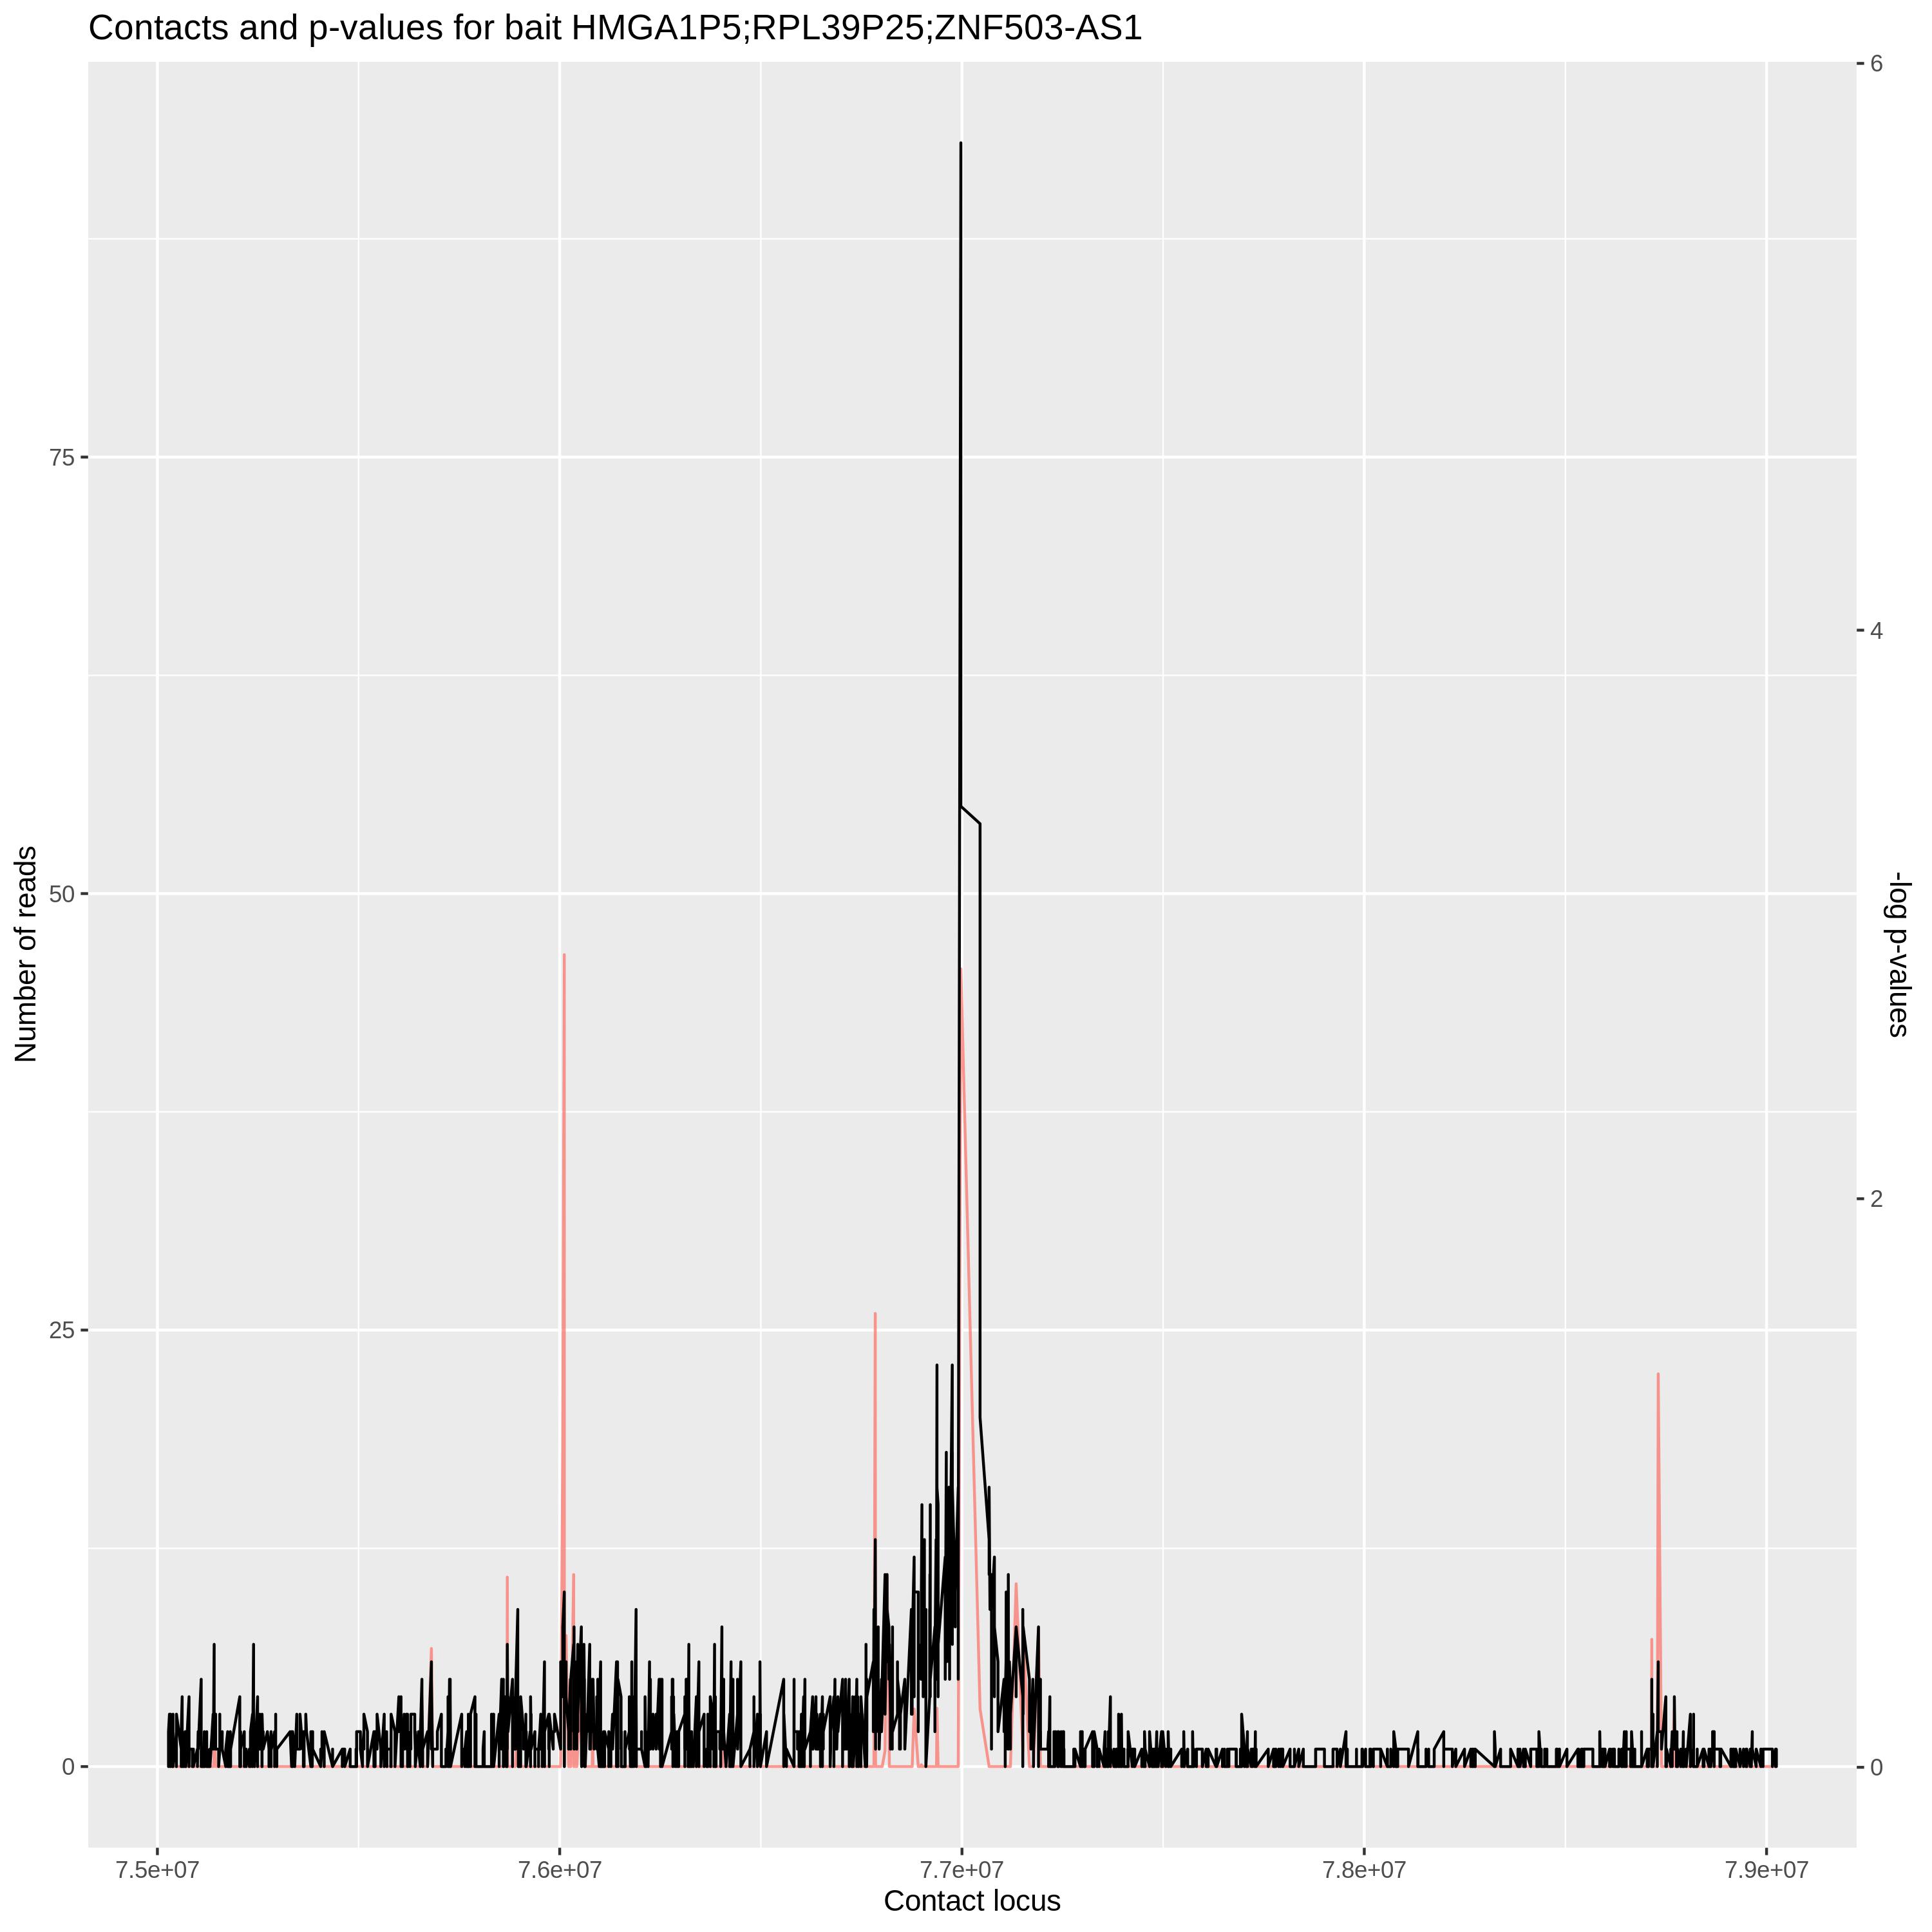 Contacts and p-values for bait HMGA1P5;RPL39P25;ZNF503-AS1
6
75
4
Number of reads
50
-log p-values
2
25
0
0
7.5e+07 7.6e+07 7.7e+07 7.8e+07 7.9e+07
Contact locus